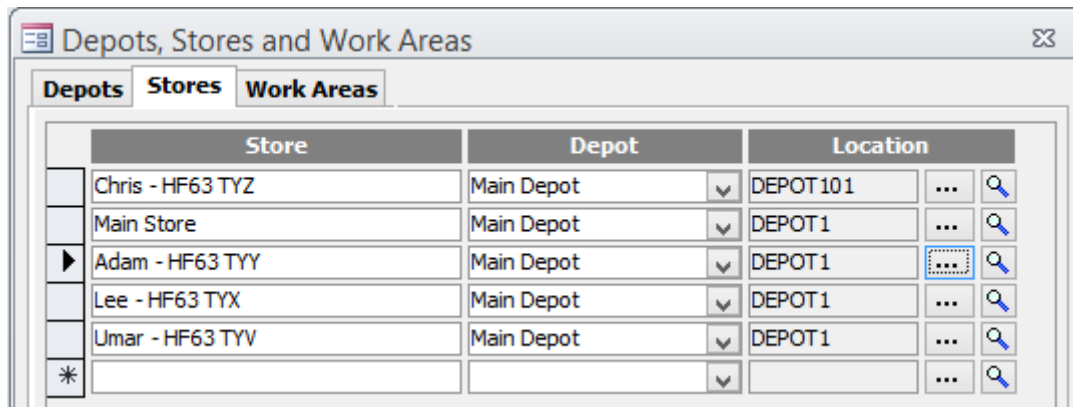 Depots, Stores and Work Areas
Depots Stores Work Areas
Store Depot Location
Chris - HF63 TYZ Main Depot DEPOT101 ...
Main Store Main Depot DEPOT1 ...
Adam - HF63 TYY Main Depot DEPOT1 ...
Lee - HF63 TYX Main Depot DEPOT1 ...
Umar - HF63 TYV Main Depot DEPOT1 ...
* ...